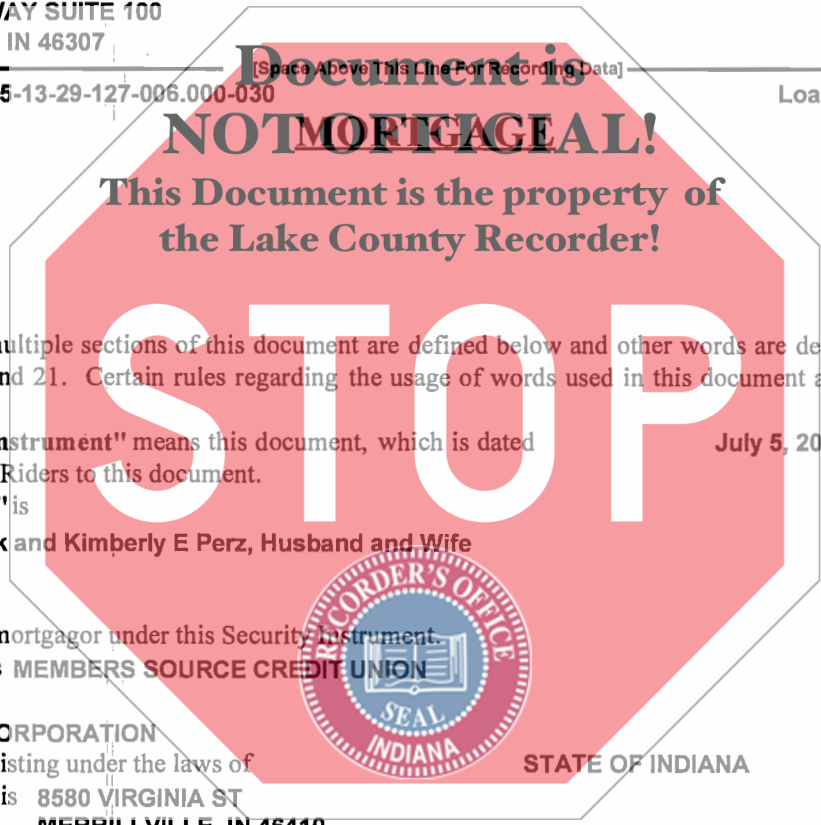 WAY SUITE 100
IN 46307
Document is
[Space Above This Line For Recording Data]
5-13-29-127-006.000-030
Loa
NOT OFFICIAL!
MORTGAGE
This Document is the property of
the Lake County Recorder!
STOP
ultiple sections of this document are defined below and other words are de
nd 21. Certain rules regarding the usage of words used in this document a
nstrument" means this document, which is dated July 5, 20
Riders to this document.
" is
k and Kimberly E Perz, Husband and Wife
RECORDER'S OFFICE
mortgagor under this Security Instrument.
MEMBERS SOURCE CREDIT UNION
SEAL
INDIANA
ORPORATION
isting under the laws of STATE OF INDIANA
is 8580 VIRGINIA ST
MERRILLVILLE, IN 46410